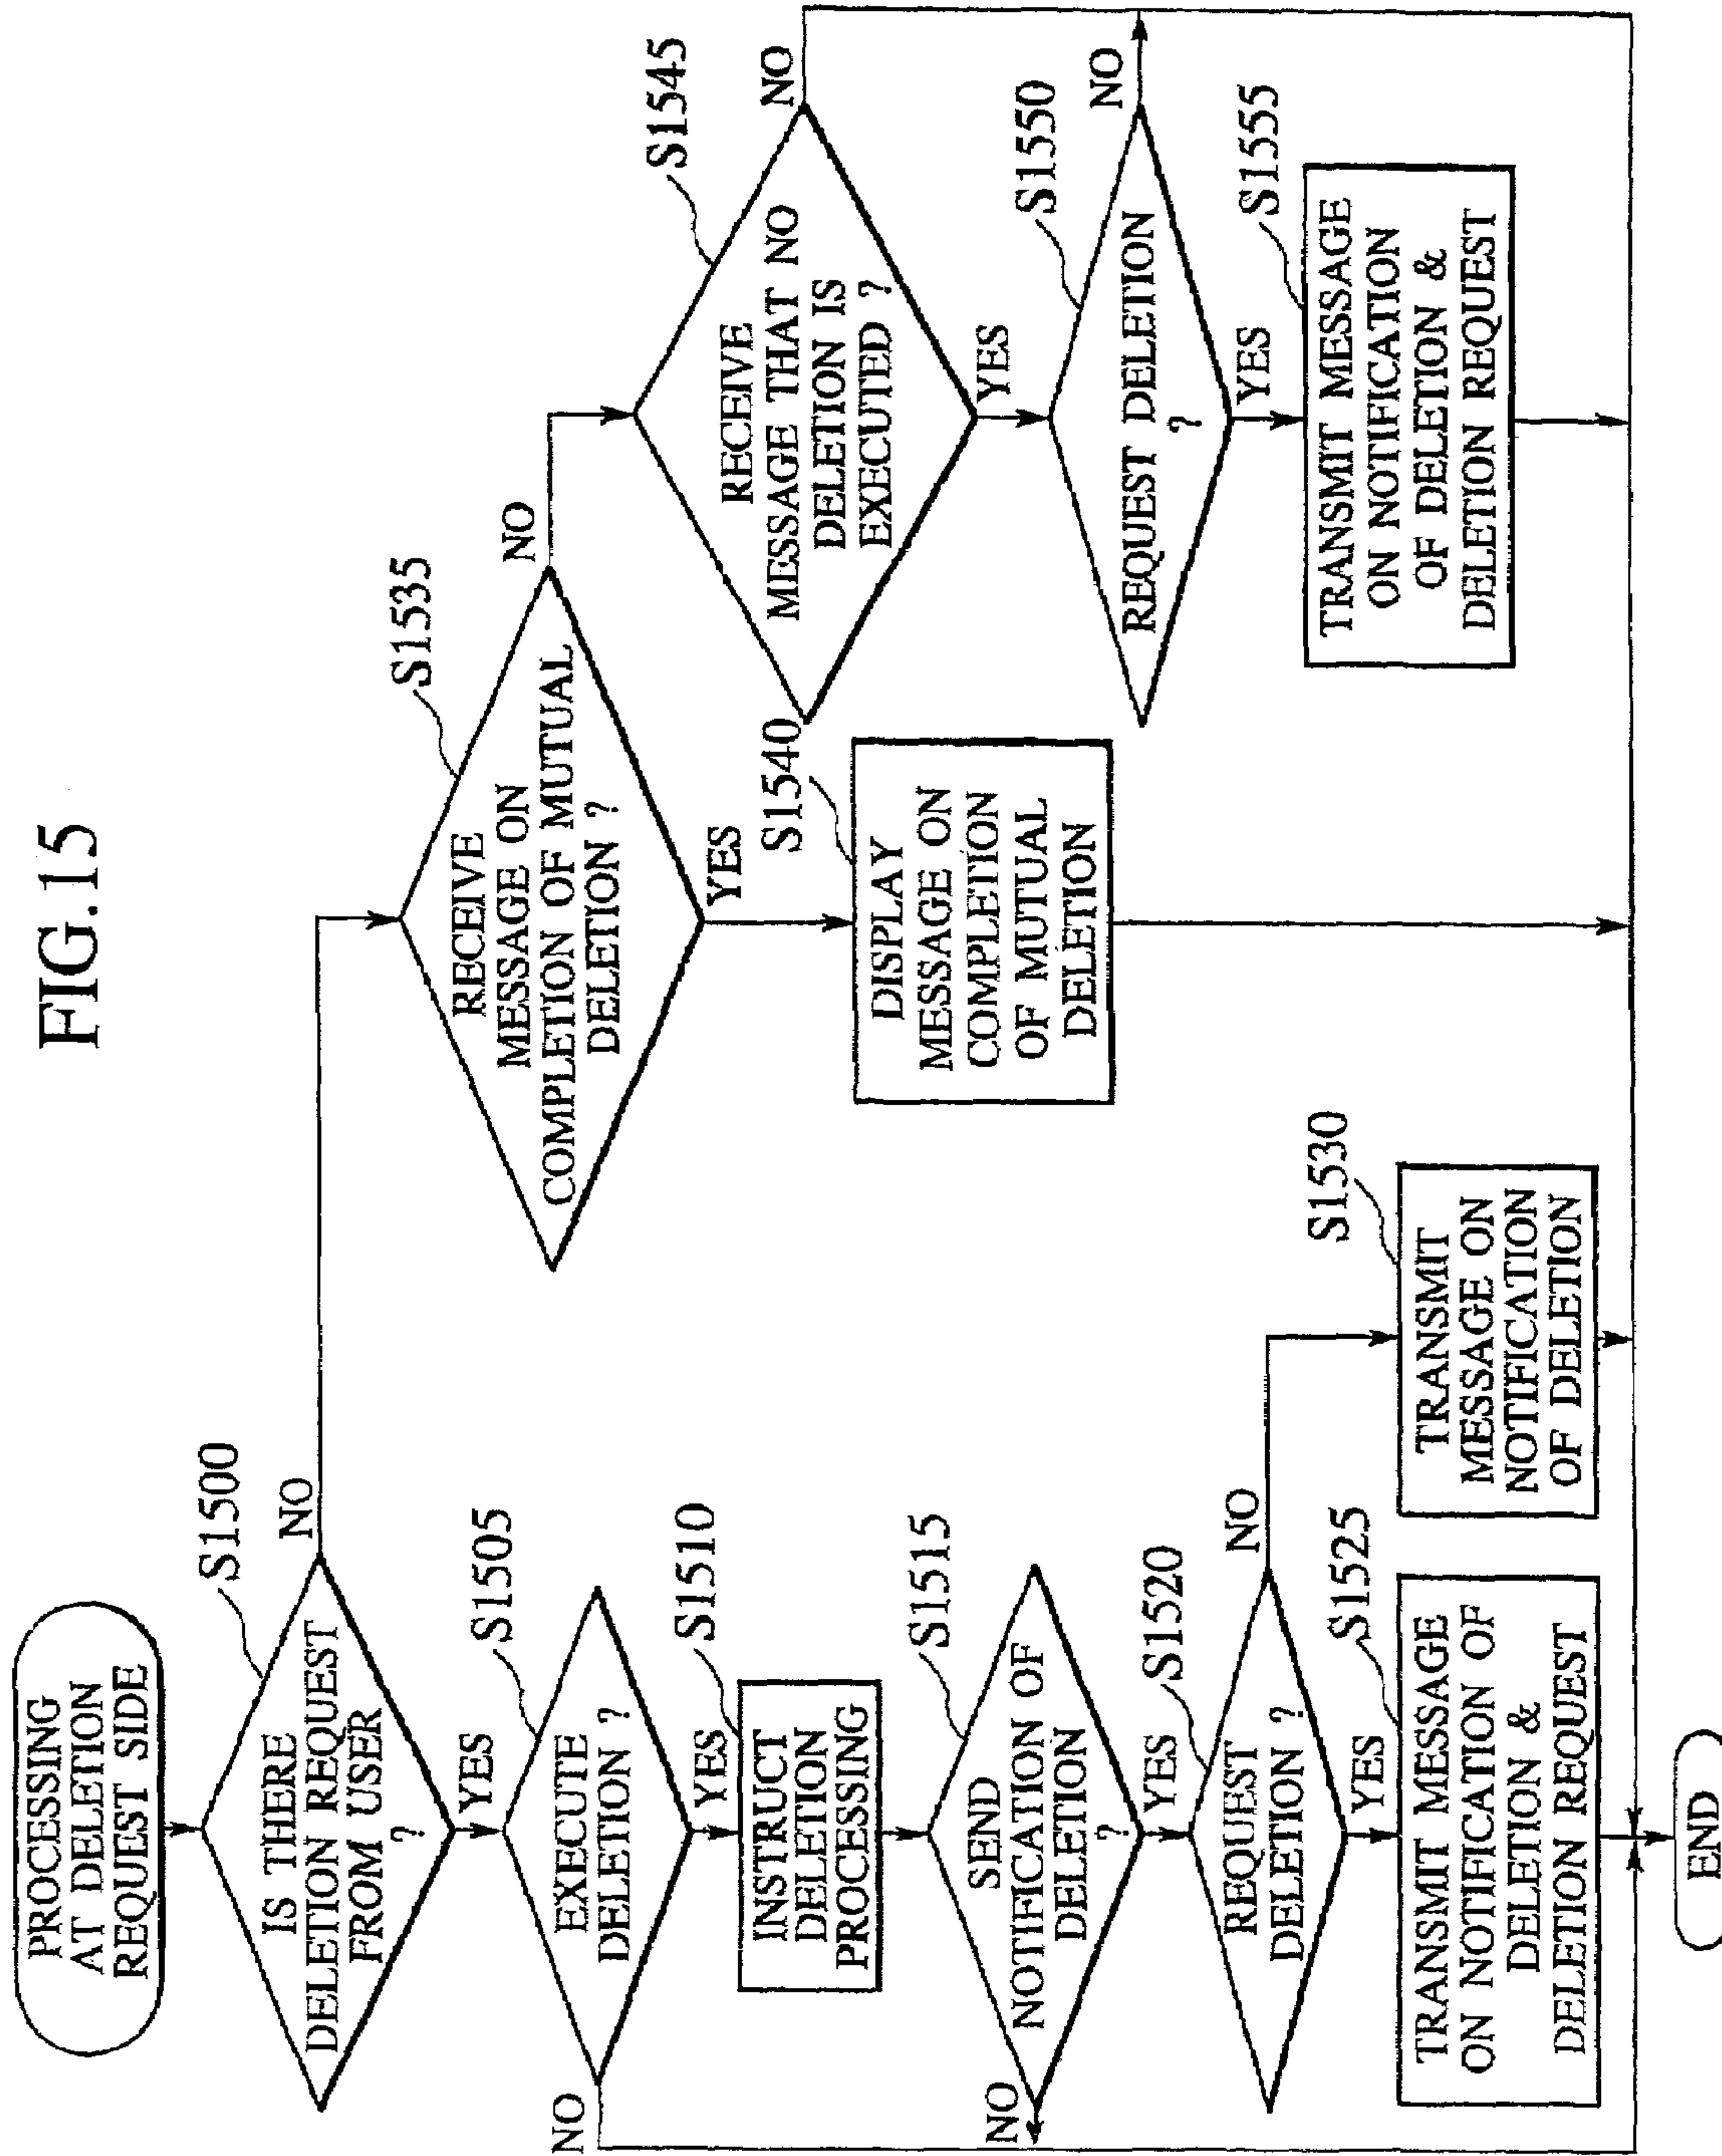 FIG.15
PROCESSING
AT DELETION
REQUEST SIDE
S1500
IS THERE
DELETION REQUEST
FROM USER
?
NO
YES
S1505
EXECUTE
DELETION ?
NO
YES
S1510
INSTRUCT
DELETION
PROCESSING
S1515
SEND
NOTIFICATION OF
DELETION
?
NO
YES
S1520
REQUEST
DELETION ?
NO
YES
S1525
TRANSMIT MESSAGE
ON NOTIFICATION OF
DELETION &
DELETION REQUEST
S1530
TRANSMIT
MESSAGE ON
NOTIFICATION
OF DELETION
S1535
RECEIVE
MESSAGE ON
COMPLETION OF MUTUAL
DELETION ?
NO
YES
S1540
DISPLAY
MESSAGE ON
COMPLETION
OF MUTUAL
DELETION
S1545
RECEIVE
MESSAGE THAT NO
DELETION IS
EXECUTED ?
NO
YES
S1550
REQUEST DELETION
?
NO
YES
S1555
TRANSMIT MESSAGE
ON NOTIFICATION
OF DELETION &
DELETION REQUEST
END